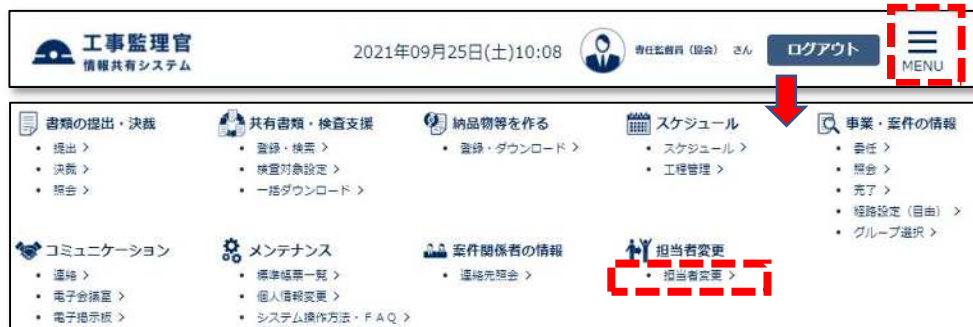 工事監理官
情報共有システム
2021年09月25日(土)10:08
専任監督員（協会） さん
ログアウト
MENU
書類の提出・決裁
・ 提出 >
・ 決裁 >
・ 照会 >
共有書類・検査支援
・ 登録・検索 >
・ 検査対象設定 >
・ 一括ダウンロード >
納品物等を作る
・ 登録・ダウンロード >
スケジュール
・ スケジュール >
・ 工程管理 >
事業・案件の情報
・ 委任 >
・ 照会 >
・ 完了 >
・ 経路設定（自由） >
・ グループ選択 >
コミュニケーション
・ 連絡 >
・ 電子会議室 >
・ 電子掲示板 >
メンテナンス
・ 標準帳票一覧 >
・ 個人情報変更 >
・ システム操作方法・ＦＡＱ >
案件関係者の情報
・ 連絡先照会 >
担当者変更
・ 担当者変更 >